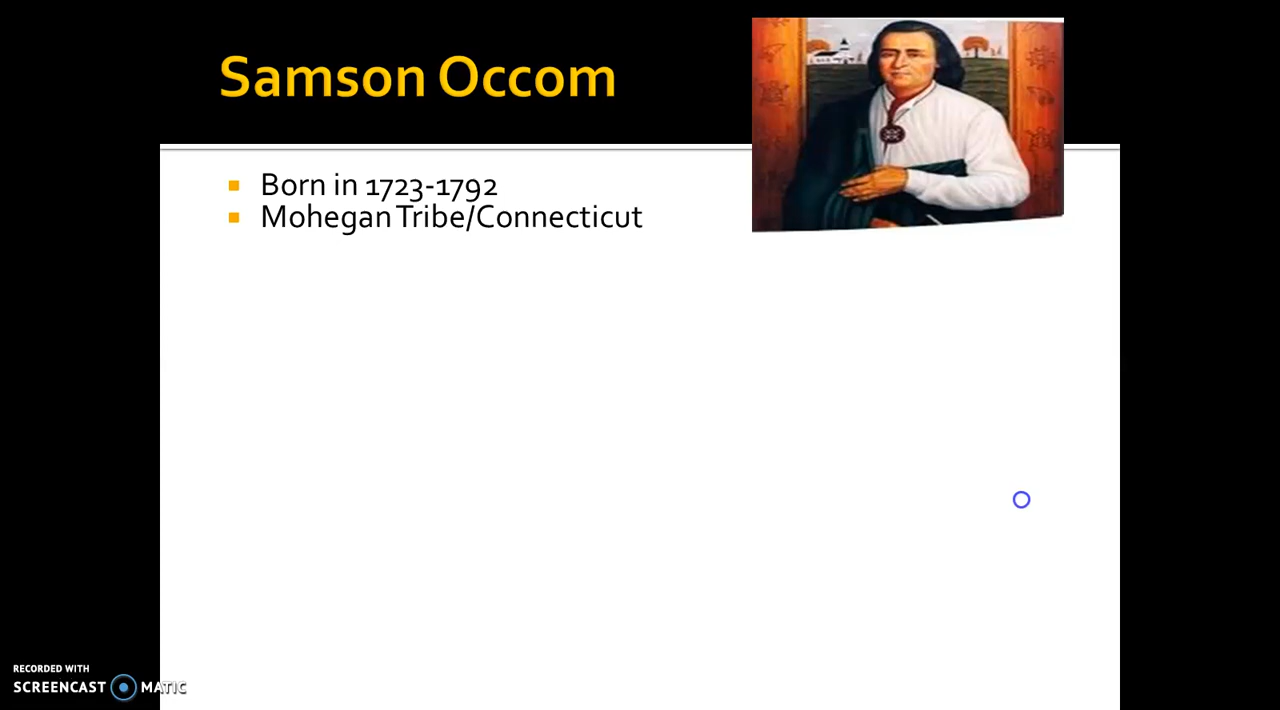 Samson Occom
Born in 1723-1792
Mohegan Tribe/Connecticut
RECORDED WITH
SCREENCAST MATIC